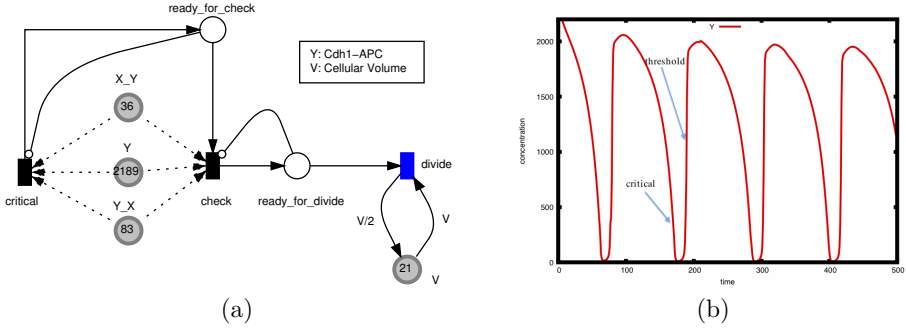 ready_for_check
Y: Cdh1-APC
V: Cellular Volume
X_Y
36
Y
2189
Y_X
83
critical
check
ready_for_divide
divide
V/2
V
21
V
(a)
Y
2000
1500
1000
500
0
concentration
threshold
critical
0
100
200
300
400
500
time
(b)